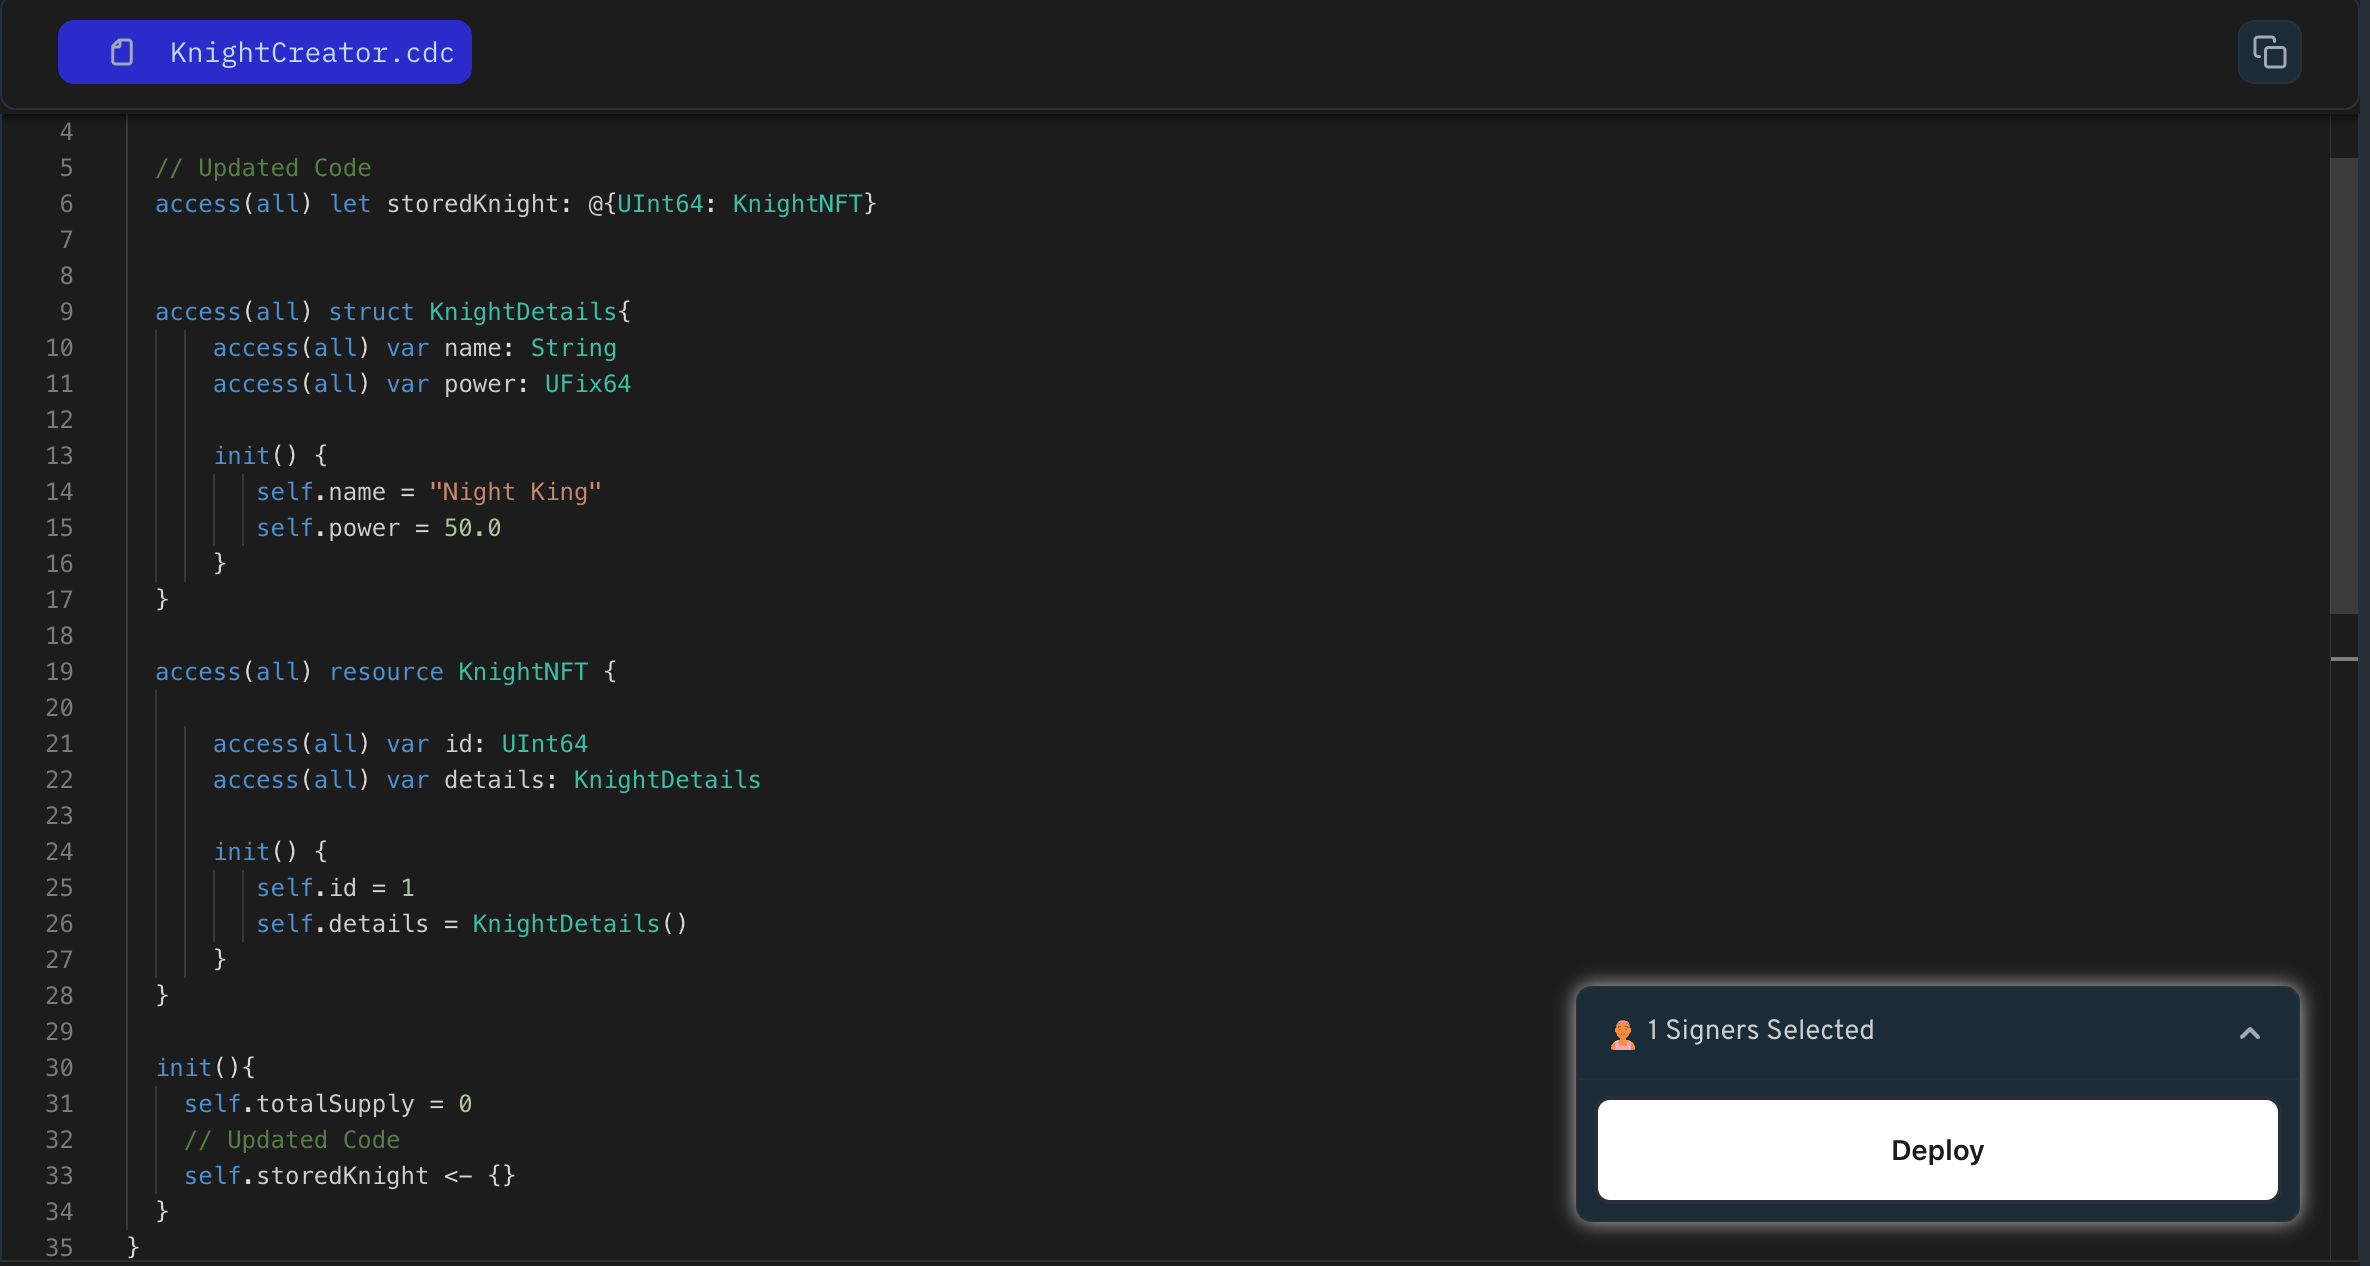 KnightCreator.cdc
4
5 // Updated Code
6 access(all) let storedKnight: @{UInt64: KnightNFT}
7
8
9 access(all) struct KnightDetails{
10 access(all) var name: String
11 access(all) var power: UFix64
12
13 init() {
14 self.name = "Night King"
15 self.power = 50.0
16 }
17 }
18
19 access(all) resource KnightNFT {
20
21 access(all) var id: UInt64
22 access(all) var details: KnightDetails
23
24 init() {
25 self.id = 1
26 self.details = KnightDetails()
27 }
28 }
29
30 init(){
31 self.totalSupply = 0
32 // Updated Code
33 self.storedKnight <- {}
34 }
35 }
1 Signers Selected
Deploy